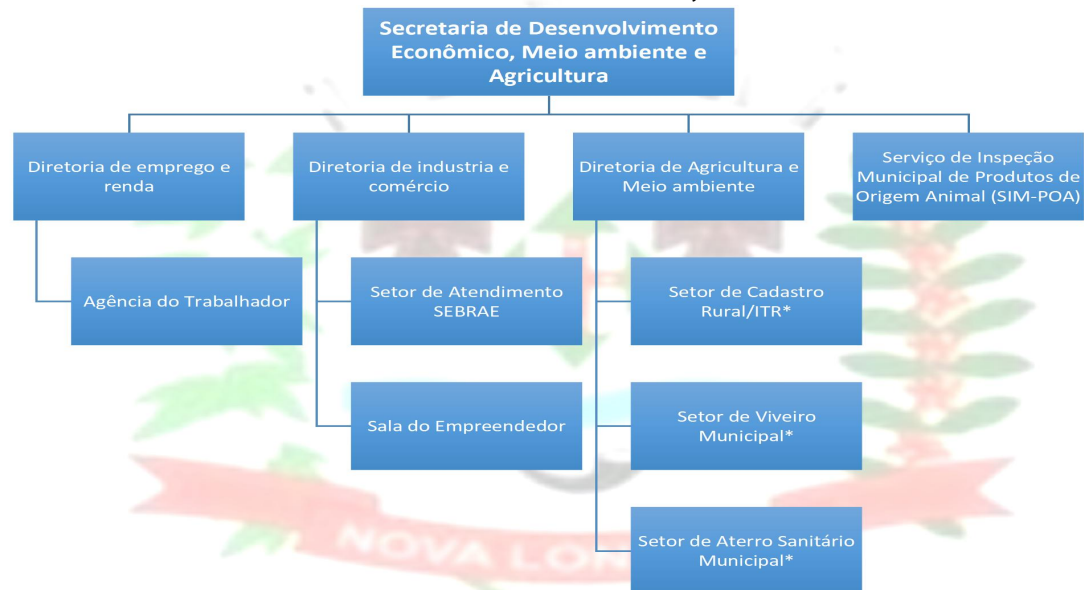 Secretaria de Desenvolvimento
Econômico, Meio ambiente e
Agricultura
Diretoria de emprego e
renda
Diretoria de industria e
comércio
Diretoria de Agricultura e
Meio ambiente
Serviço de Inspeção
Municipal de Produtos de
Origem Animal (SIM-POA)
Agência do Trabalhador
Setor de Atendimento
SEBRAE
Setor de Cadastro
Rural/ITR*
Sala do Empreendedor
Setor de Viveiro
Municipal*
Setor de Aterro Sanitário
Municipal*
NOVA